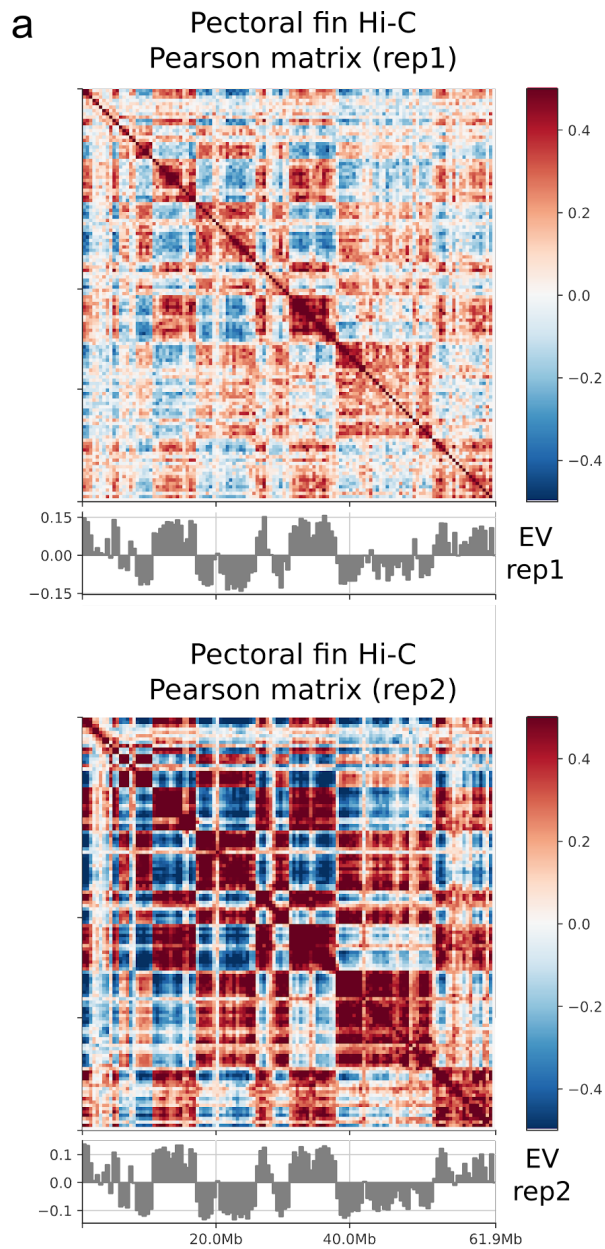 a
Pectoral fin Hi-C
Pearson matrix (rep1)
0.4
0.2
0.0
−0.2
−0.4
0.15
0.00
−0.15
EV
rep1
Pectoral fin Hi-C
Pearson matrix (rep2)
0.4
0.2
0.0
−0.2
−0.4
0.1
0.0
−0.1
EV
rep2
20.0Mb
40.0Mb
61.9Mb